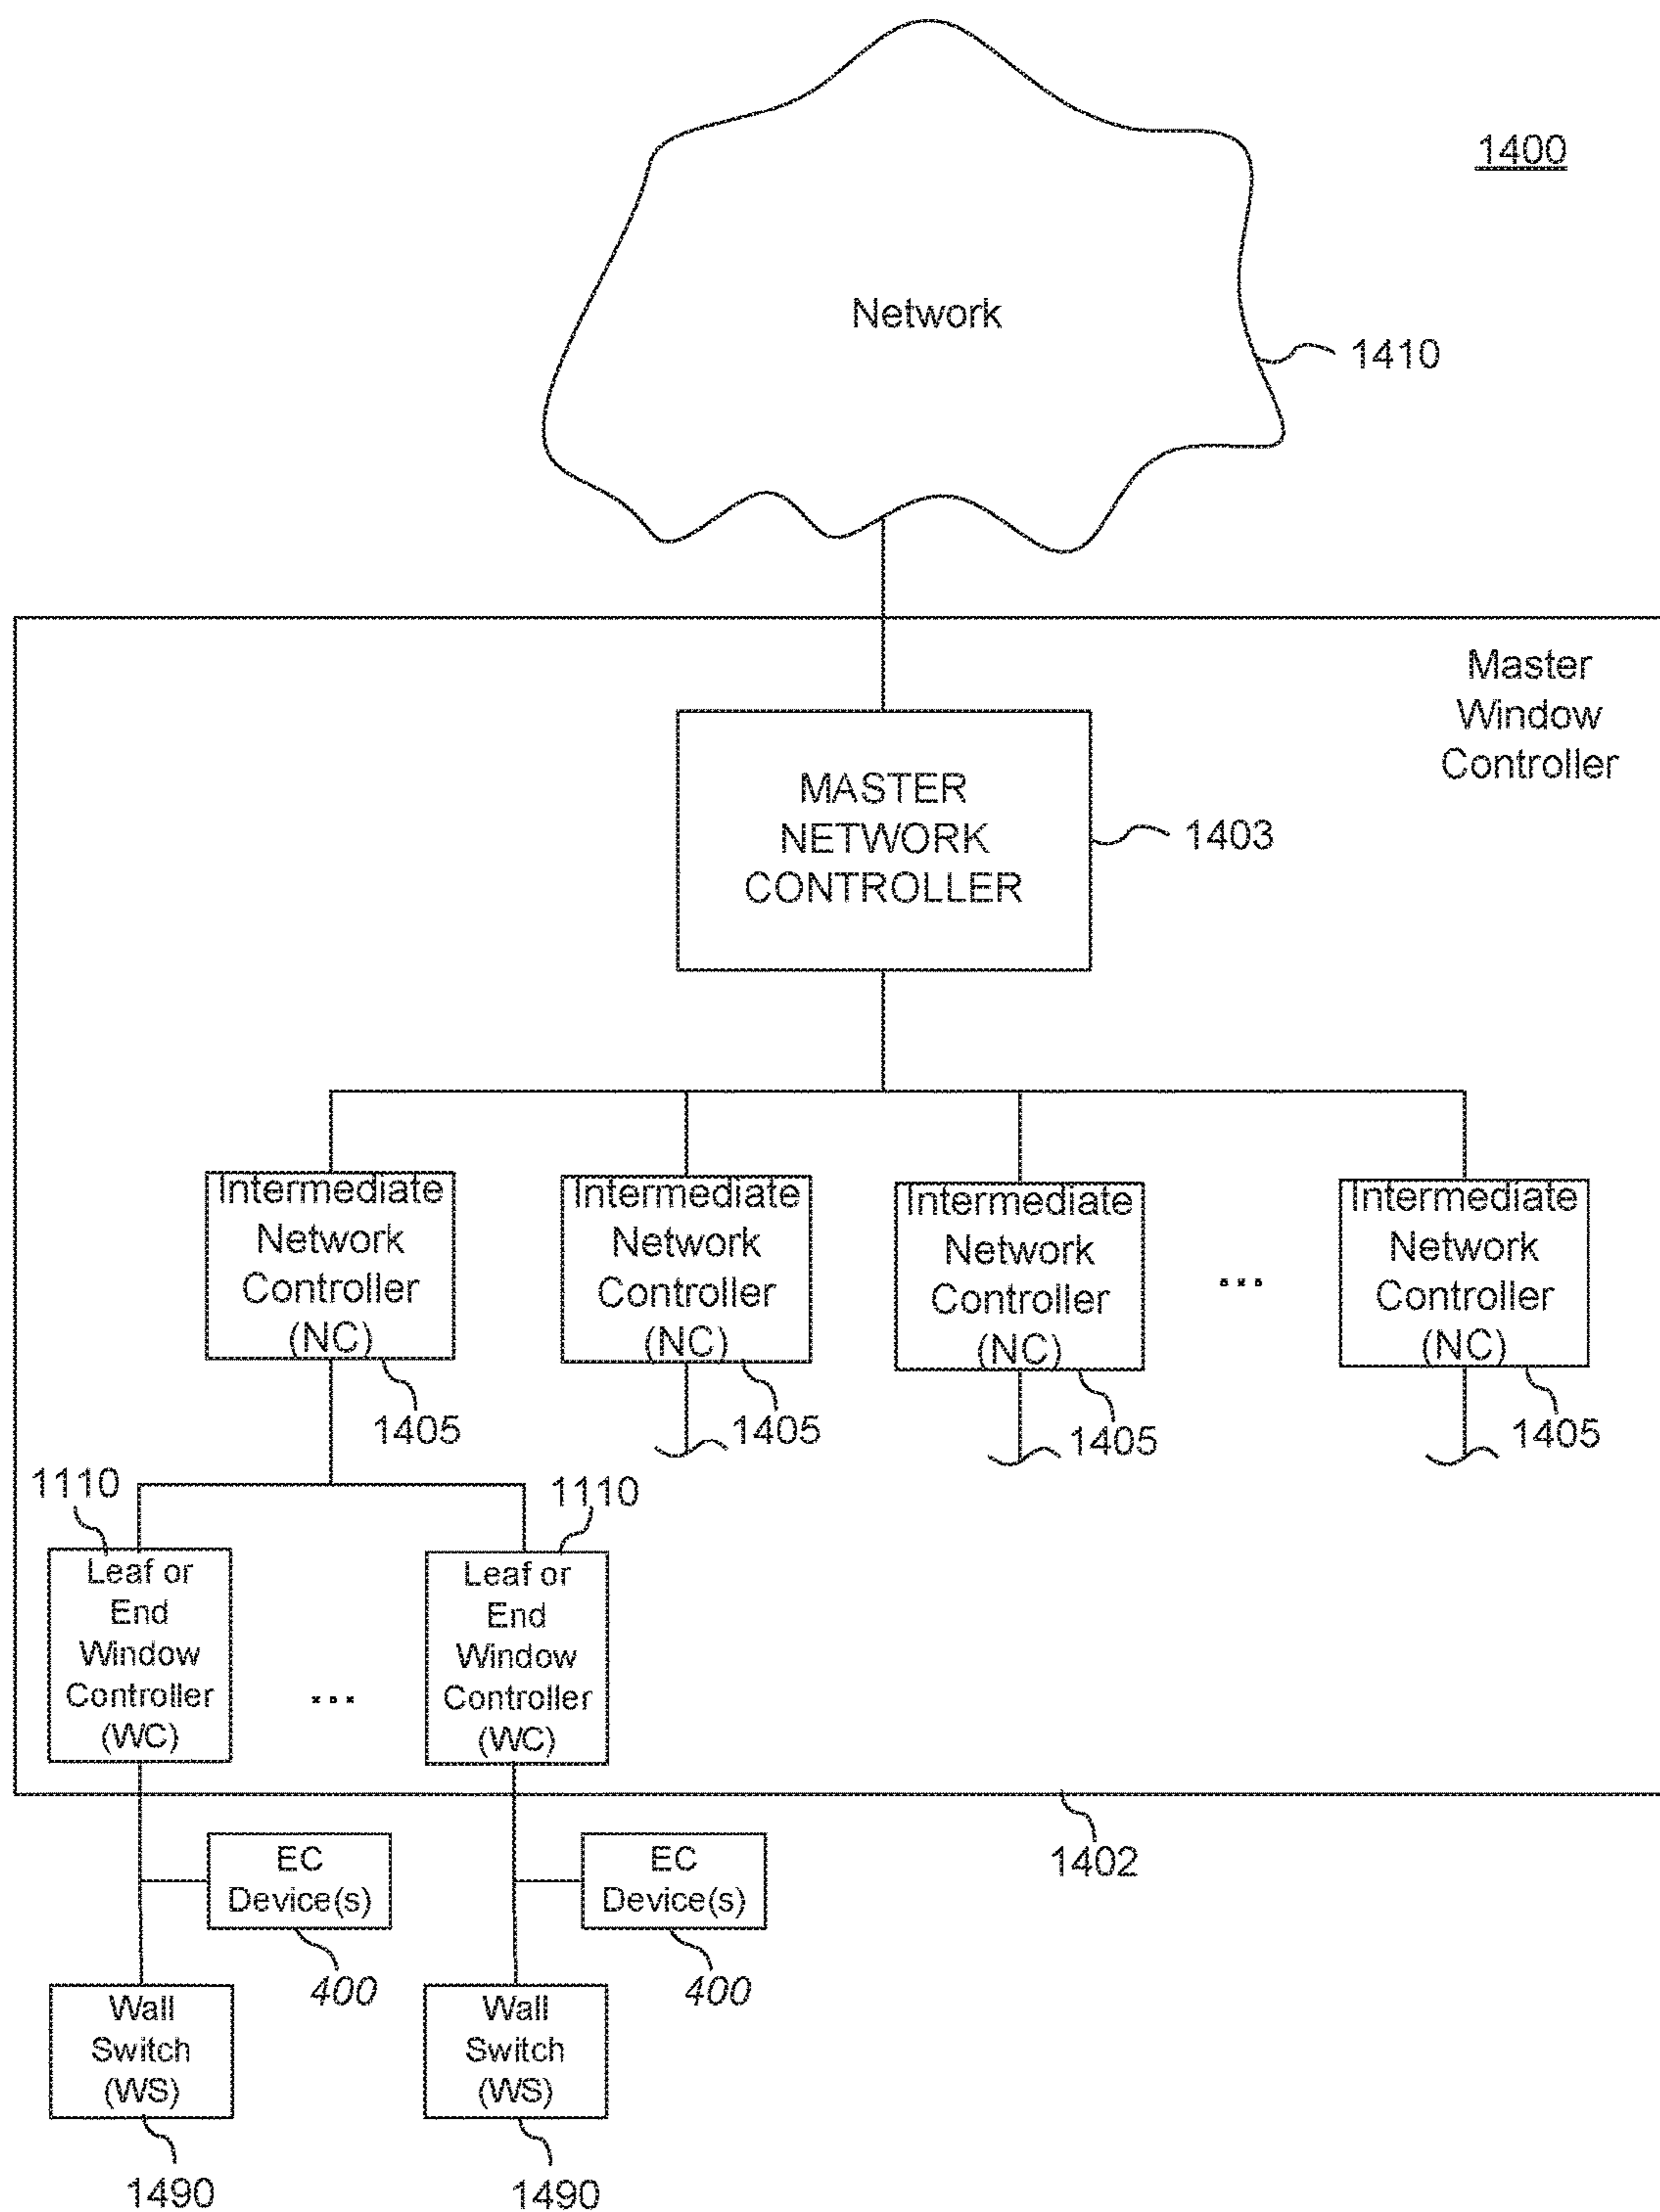 1400
Network
1410
Master
Window
Controller
MASTER
NETWORK
CONTROLLER
1403
Intermediate
Network
Controller
(NC)
1405
Intermediate
Network
Controller
(NC)
1405
Intermediate
Network
Controller
(NC)
1405
...
Intermediate
Network
Controller
(NC)
1405
1110
Leaf or
End
Window
Controller
(WC)
...
1110
Leaf or
End
Window
Controller
(WC)
1402
EC
Device(s)
400
EC
Device(s)
400
Wall
Switch
(WS)
1490
Wall
Switch
(WS)
1490